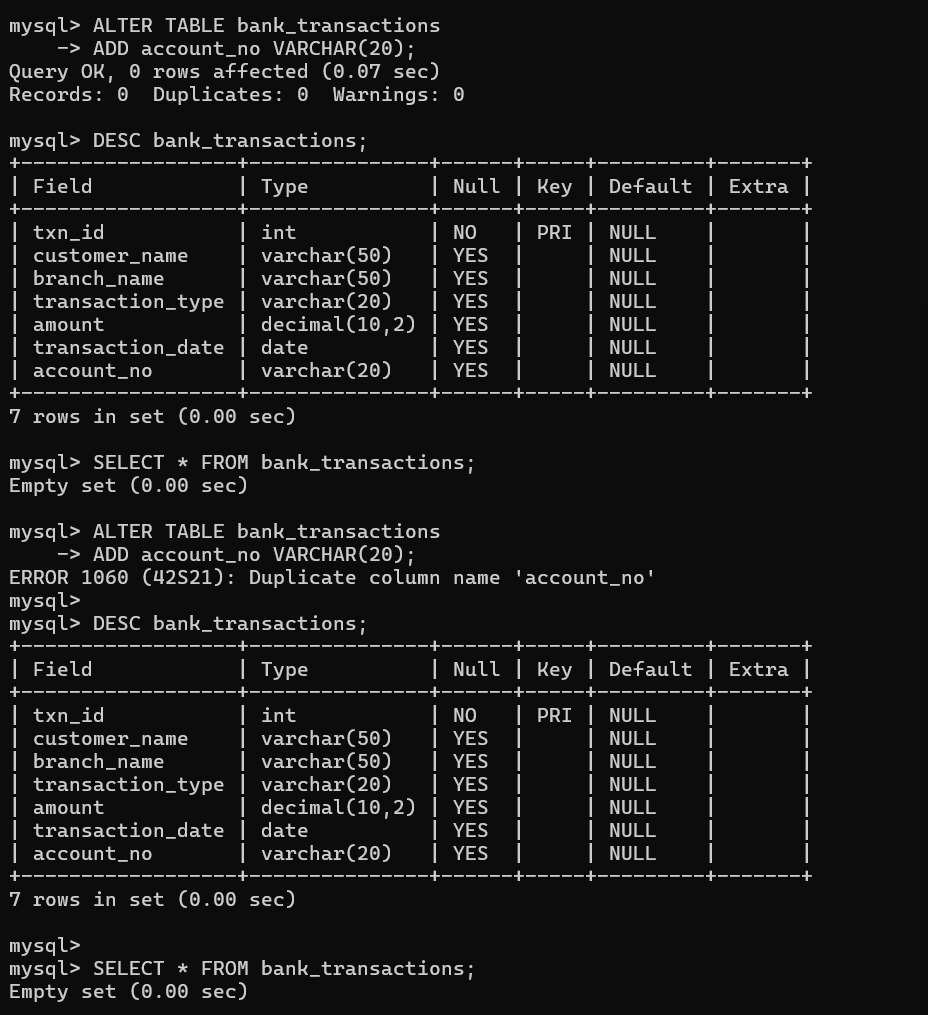 mysql> ALTER TABLE bank_transactions
    -> ADD account_no VARCHAR(20);
Query OK, 0 rows affected (0.07 sec)
Records: 0  Duplicates: 0  Warnings: 0

mysql> DESC bank_transactions;
+------------------+---------------+------+-----+---------+-------+
| Field            | Type          | Null | Key | Default | Extra |
+------------------+---------------+------+-----+---------+-------+
| txn_id           | int           | NO   | PRI | NULL    |       |
| customer_name    | varchar(50)   | YES  |     | NULL    |       |
| branch_name      | varchar(50)   | YES  |     | NULL    |       |
| transaction_type | varchar(20)   | YES  |     | NULL    |       |
| amount           | decimal(10,2) | YES  |     | NULL    |       |
| transaction_date | date          | YES  |     | NULL    |       |
| account_no       | varchar(20)   | YES  |     | NULL    |       |
+------------------+---------------+------+-----+---------+-------+
7 rows in set (0.00 sec)

mysql> SELECT * FROM bank_transactions;
Empty set (0.00 sec)

mysql> ALTER TABLE bank_transactions
    -> ADD account_no VARCHAR(20);
ERROR 1060 (42S21): Duplicate column name 'account_no'
mysql>
mysql> DESC bank_transactions;
+------------------+---------------+------+-----+---------+-------+
| Field            | Type          | Null | Key | Default | Extra |
+------------------+---------------+------+-----+---------+-------+
| txn_id           | int           | NO   | PRI | NULL    |       |
| customer_name    | varchar(50)   | YES  |     | NULL    |       |
| branch_name      | varchar(50)   | YES  |     | NULL    |       |
| transaction_type | varchar(20)   | YES  |     | NULL    |       |
| amount           | decimal(10,2) | YES  |     | NULL    |       |
| transaction_date | date          | YES  |     | NULL    |       |
| account_no       | varchar(20)   | YES  |     | NULL    |       |
+------------------+---------------+------+-----+---------+-------+
7 rows in set (0.00 sec)

mysql>
mysql> SELECT * FROM bank_transactions;
Empty set (0.00 sec)